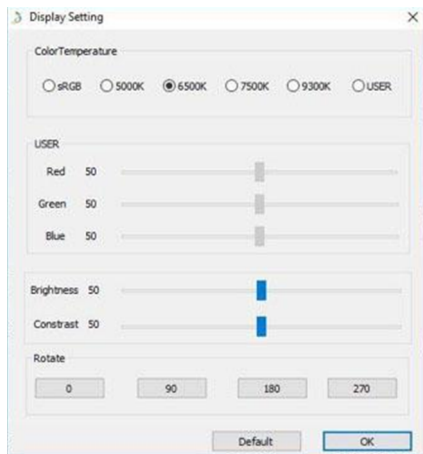 Display Setting
ColorTemperature
sRGB 5000K 6500K 7500K 9300K USER
USER
Red 50
Green 50
Blue 50
Brightness 50
Constrast 50
Rotate
0 90 180 270
Default OK